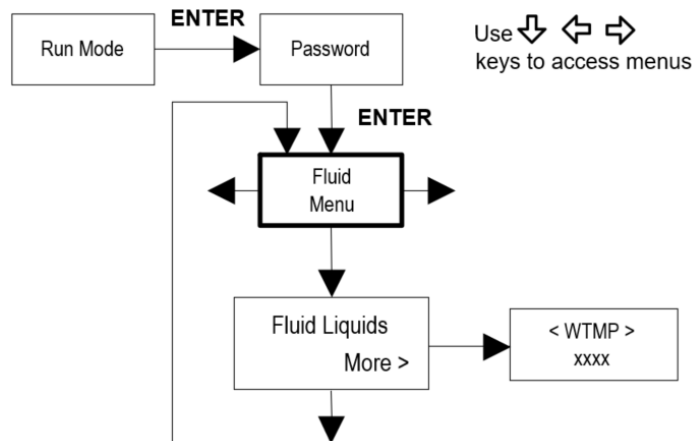 ENTER
Run Mode
Password
Use
keys to access menus
ENTER
Fluid
Menu
Fluid Liquids
More >
< WTMP >
xxxx